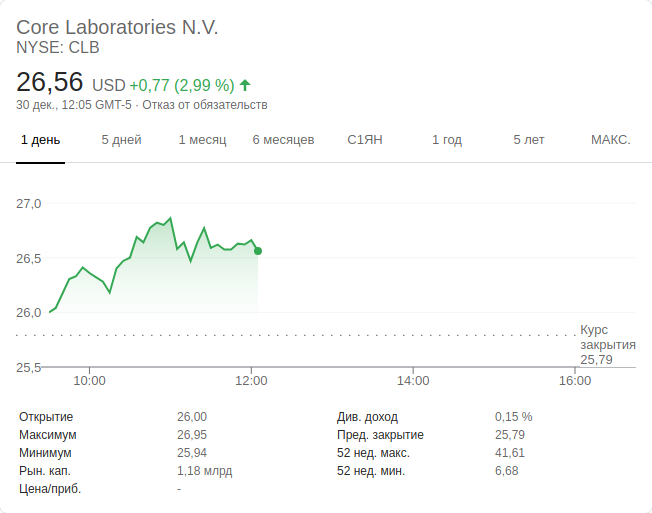 Core Laboratories N.V.
NYSE: CLB
26,56 USD +0,77 (2,99 %)
30 дек., 12:05 GMT-5 · Отказ от обязательств
1 день 5 дней 1 месяц 6 месяцев С1ЯН 1 год 5 лет МАКС.
27,0
26,5
26,0
Курс
закрытия
25,79
25,5
10:00 12:00 14:00 16:00
Открытие 26,00 Див. доход 0,15 %
Максимум 26,95 Пред. закрытие 25,79
Минимум 25,94 52 нед. макс. 41,61
Рын. кап. 1,18 млрд 52 нед. мин. 6,68
Цена/приб. -